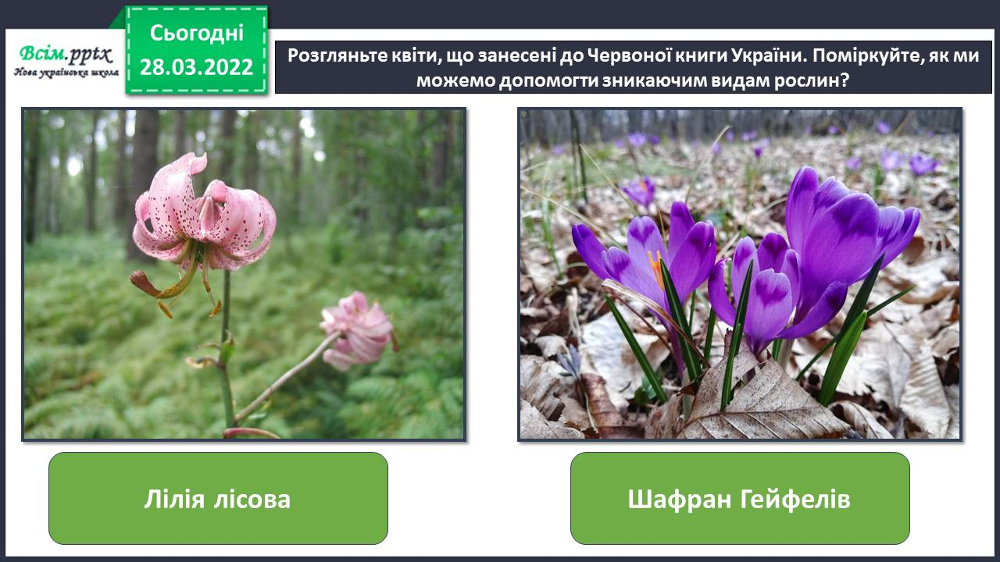 Всім.pptx
Нова українська школа
Сьогодні
28.03.2022
Розгляньте квіти, що занесені до Червоної книги України. Поміркуйте, як ми
можемо допомогти зникаючим видам рослин?
Лілія лісова
Шафран Гейфелів